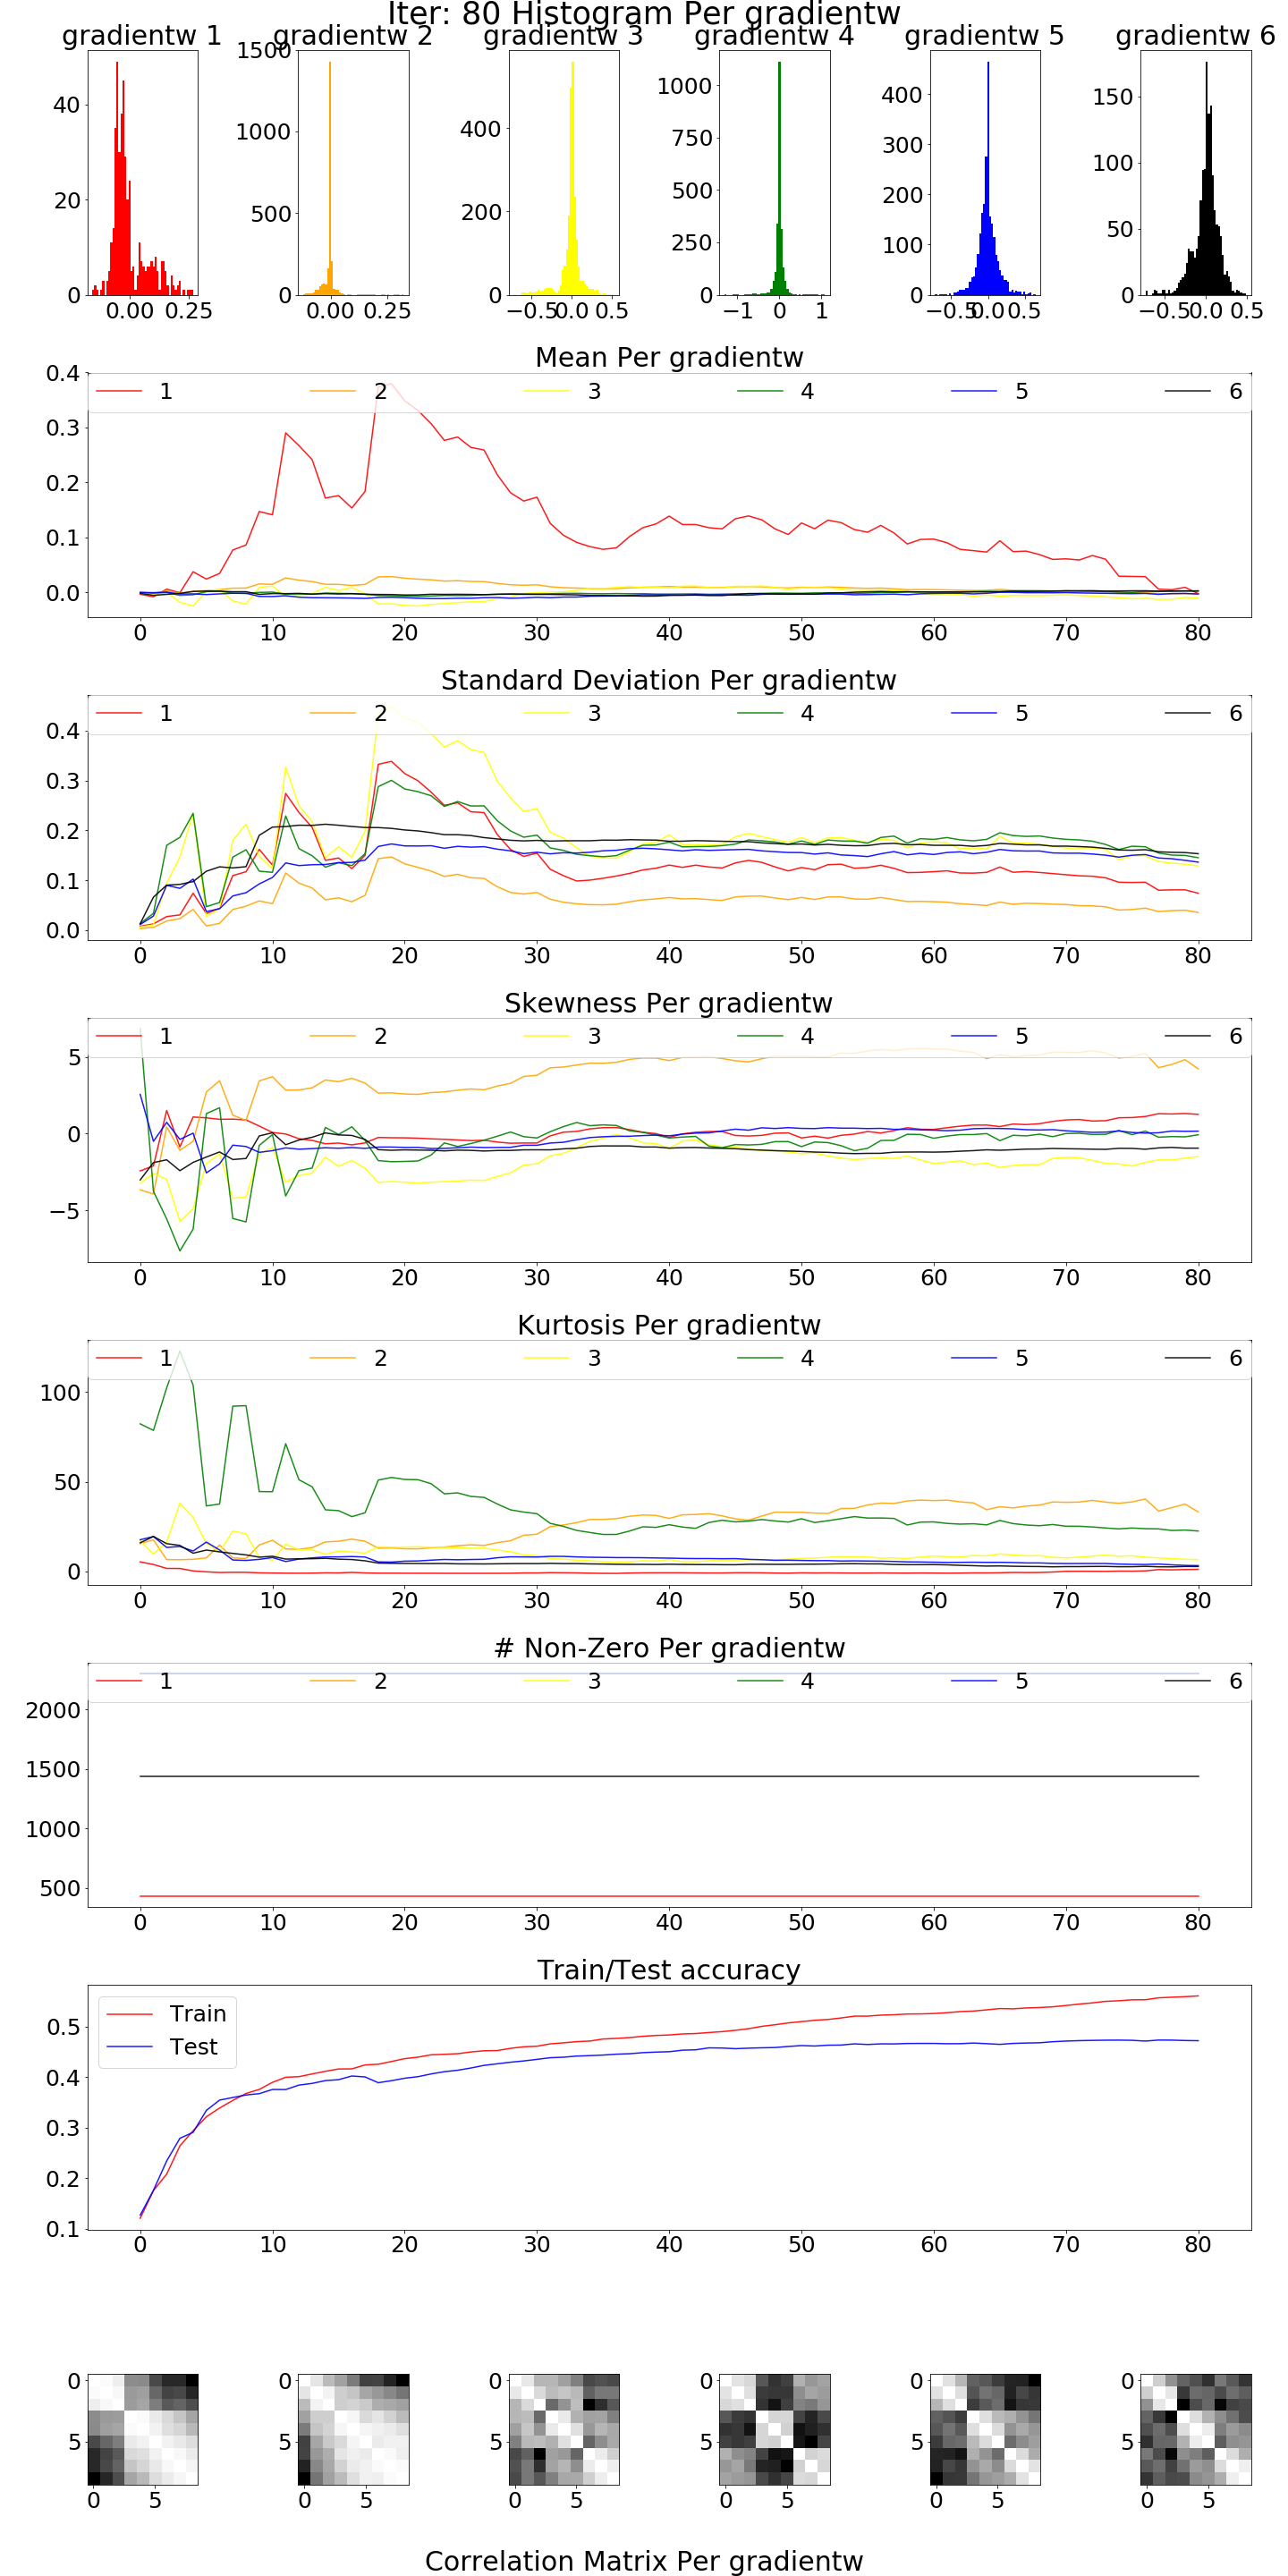 Iter: 80 Histogram Per gradientw
gradientw 1 gradientw 2 gradientw 3 gradientw 4 gradientw 5 gradientw 6
40
20
0
0.00 0.25
1500
1000
500
0
0.00 0.25
400
200
0
−0.5 0.0 0.5
1000
750
500
250
0
−1 0 1
400
300
200
100
0
−0.5 0.0 0.5
150
100
50
0
−0.5 0.0 0.5
Mean Per gradientw
1 2 3 4 5 6
0.4
0.3
0.2
0.1
0.0
0 10 20 30 40 50 60 70 80
Standard Deviation Per gradientw
1 2 3 4 5 6
0.4
0.3
0.2
0.1
0.0
0 10 20 30 40 50 60 70 80
Skewness Per gradientw
1 2 3 4 5 6
5
0
−5
0 10 20 30 40 50 60 70 80
Kurtosis Per gradientw
1 2 3 4 5 6
100
50
0
0 10 20 30 40 50 60 70 80
# Non-Zero Per gradientw
1 2 3 4 5 6
2000
1500
1000
500
0 10 20 30 40 50 60 70 80
Train/Test accuracy
Train
Test
0.5
0.4
0.3
0.2
0.1
0 10 20 30 40 50 60 70 80
0
5
0 5
0
5
0 5
0
5
0 5
0
5
0 5
0
5
0 5
0
5
0 5
Correlation Matrix Per gradientw